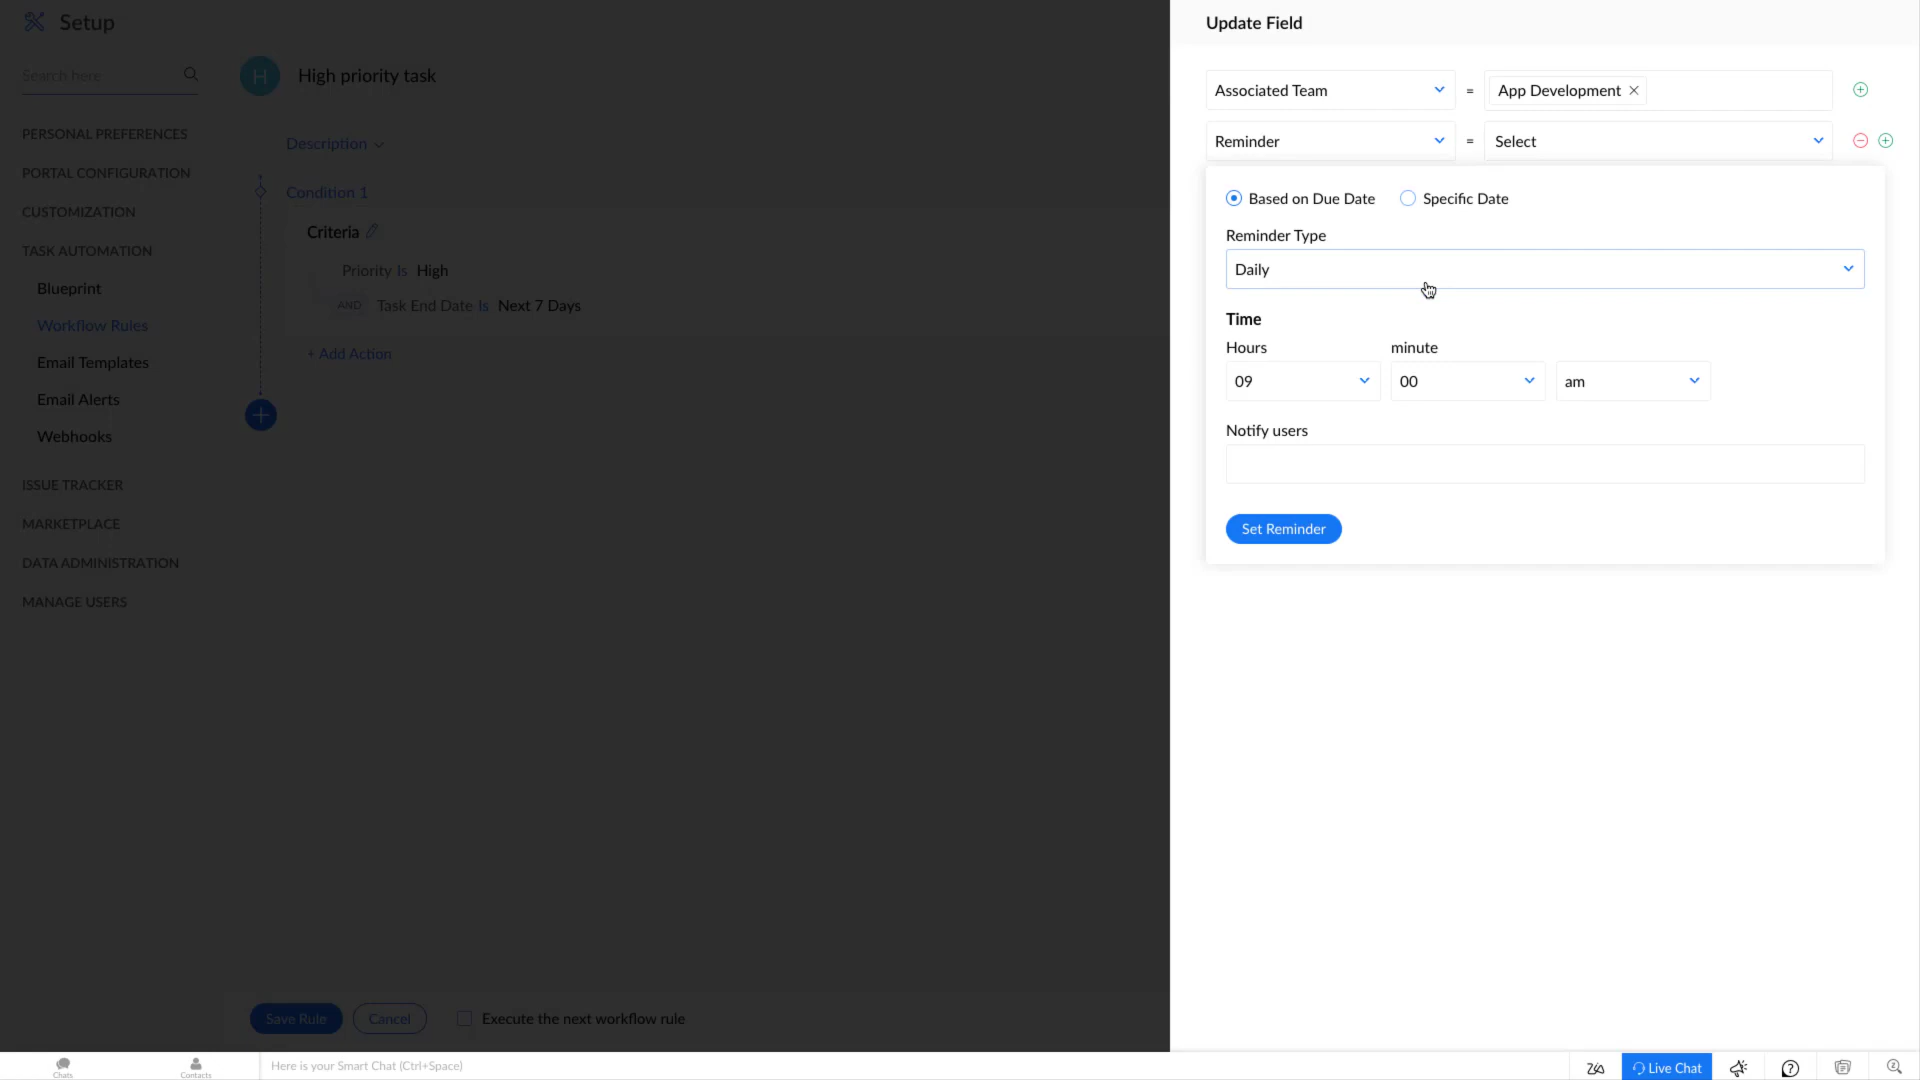 Setup
Search here
PERSONAL PREFERENCES
PORTAL CONFIGURATION
CUSTOMIZATION
TASK AUTOMATION
Blueprint
Workflow Rules
Email Templates
Email Alerts
Webhooks
ISSUE TRACKER
MARKETPLACE
DATA ADMINISTRATION
MANAGE USERS
H High priority task
Description
Condition 1
Criteria
Priority Is High
AND Task End Date Is Next 7 Days
+ Add Action
Save Rule Cancel Execute the next workflow rule
Update Field
Associated Team = App Development
Reminder = Select
Based on Due Date Specific Date
Reminder Type
Daily
Time
Hours minute
09 00 am
Notify users
Set Reminder
Chats Contacts Here is your Smart Chat (Ctrl+Space) Live Chat